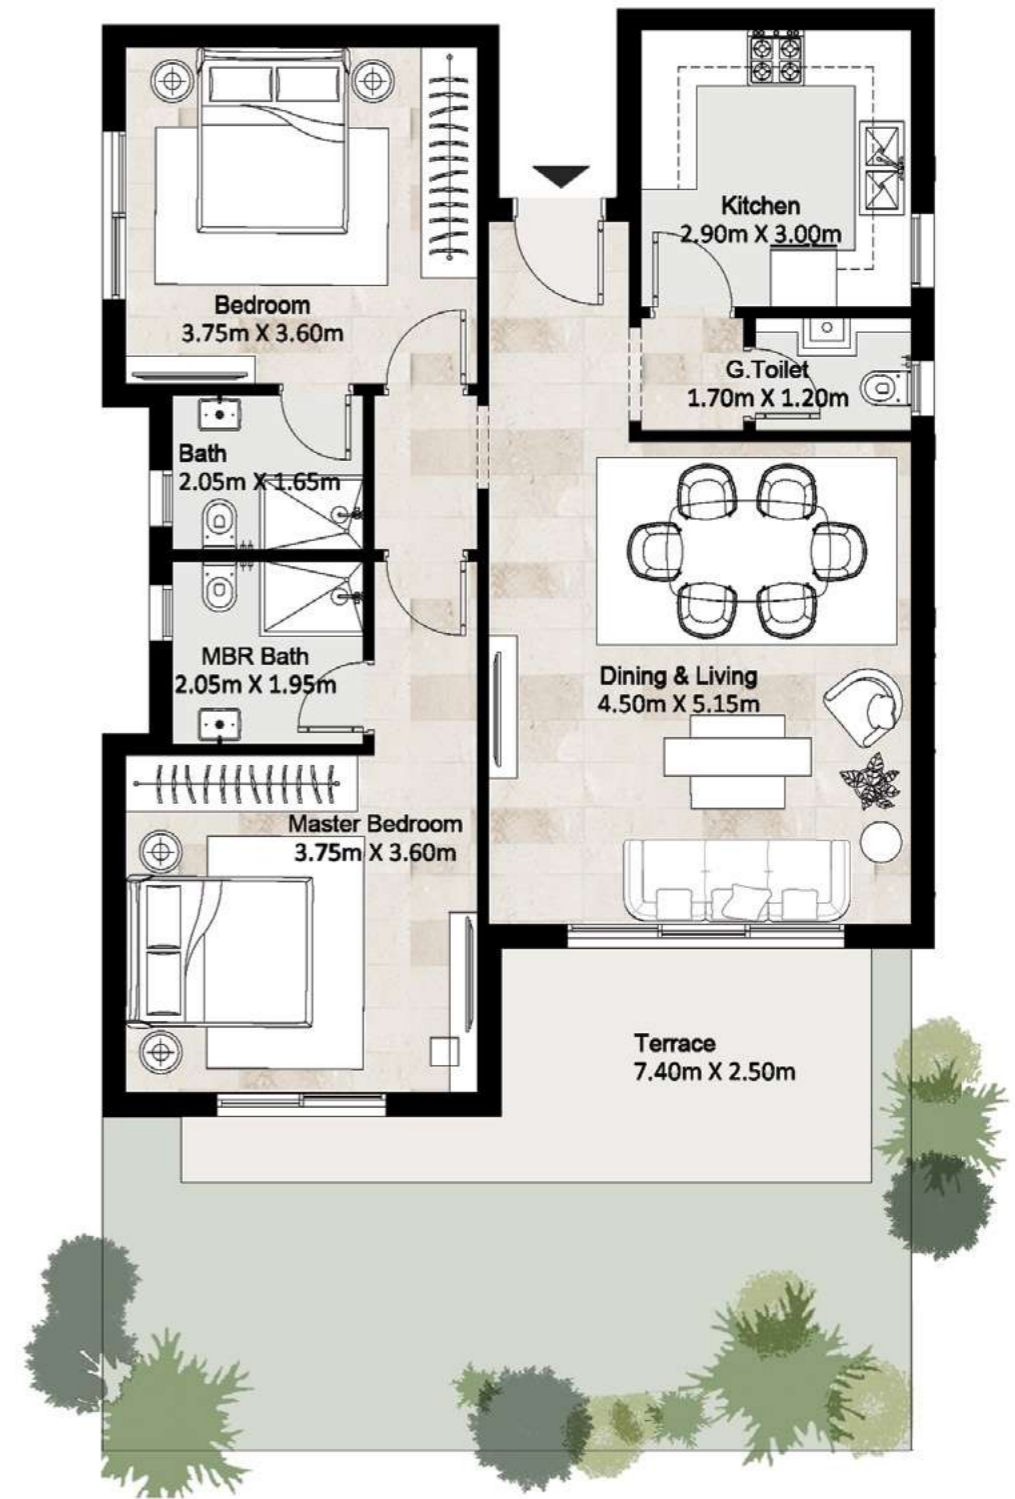 Kitchen
2.90m X 3.00m
Bedroom
3.75m X 3.60m
G.Toilet
1.70m X 1.20m
Bath
2.05m X 1.65m
MBR Bath
2.05m X 1.95m
Dining & Living
4.50m X 5.15m
Master Bedroom
3.75m X 3.60m
Terrace
7.40m X 2.50m